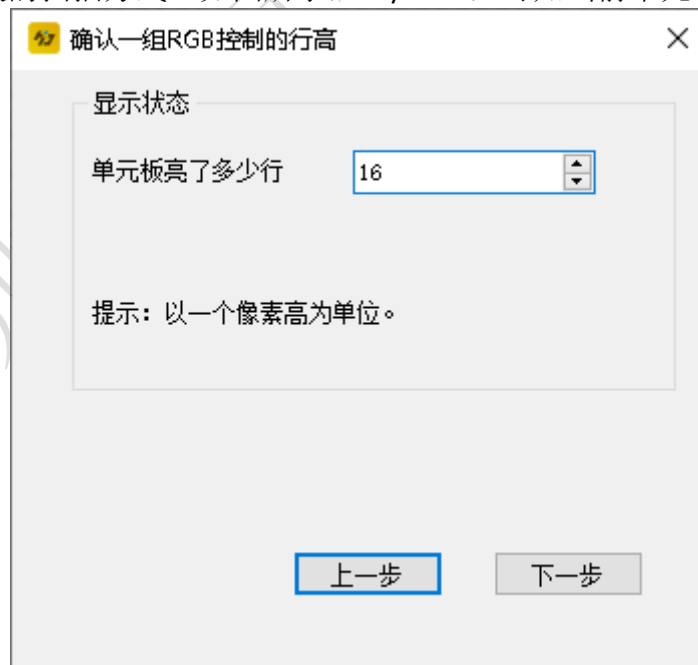 确认一组RGB控制的行高
显示状态
单元板亮了多少行
16
提示：以一个像素高为单位。
上一步
下一步